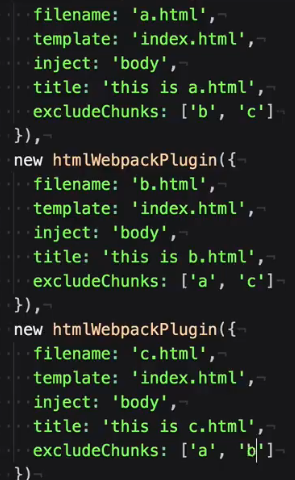 filename: 'a.html',
template: 'index.html',
inject: 'body',
title: 'this is a.html',
excludeChunks: ['b', 'c']
}),
new htmlWebpackPlugin({
filename: 'b.html',
template: 'index.html',
inject: 'body',
title: 'this is b.html',
excludeChunks: ['a', 'c']
}),
new htmlWebpackPlugin({
filename: 'c.html',
template: 'index.html',
inject: 'body',
title: 'this is c.html',
excludeChunks: ['a', 'b']
})